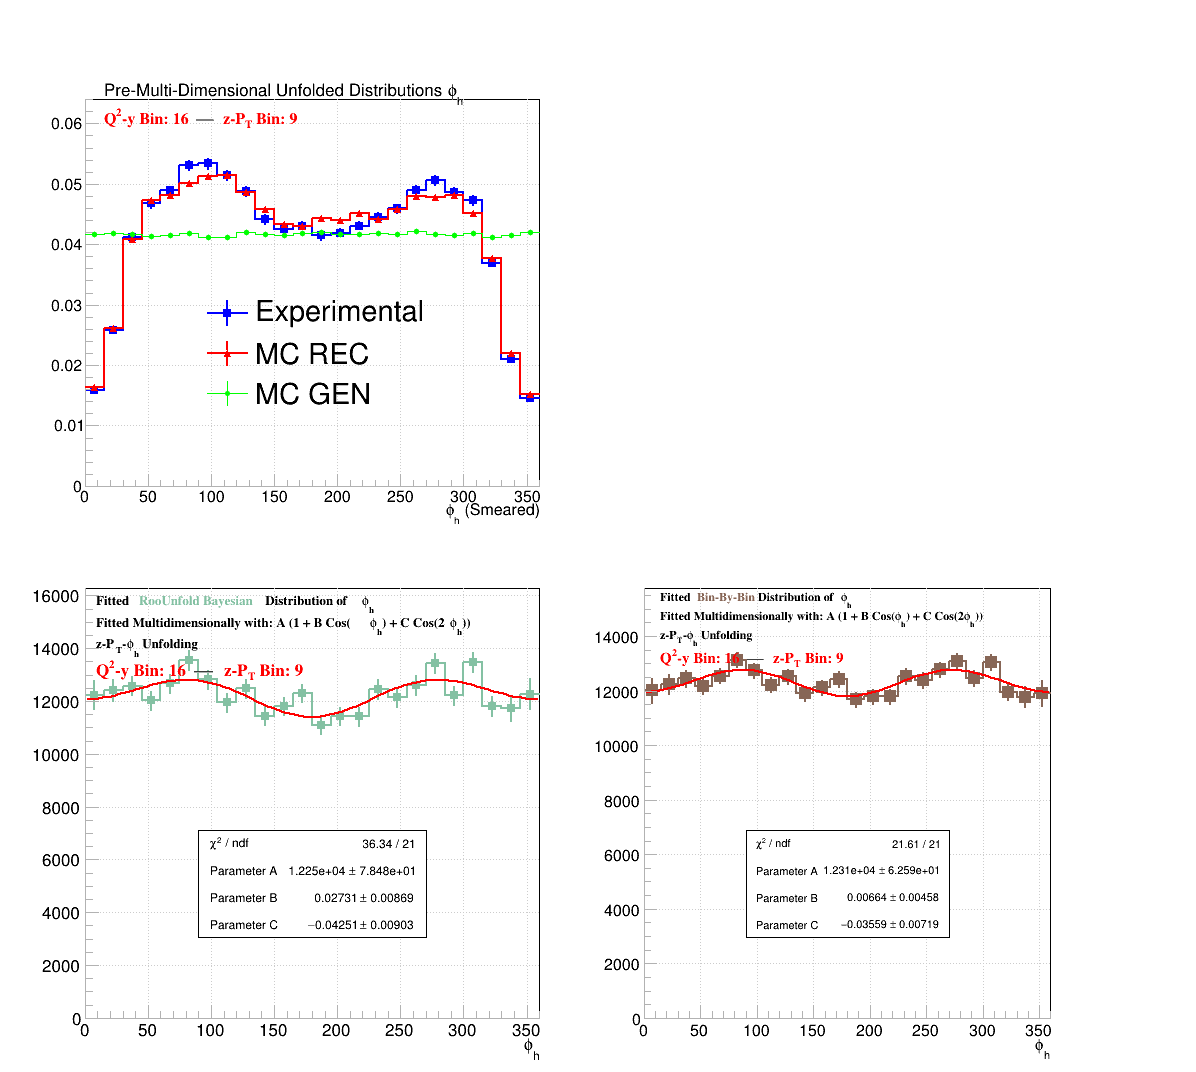 Pre-Multi-Dimensional Unfolded Distributions ϕh
Q²-y Bin: 16 — z-PT Bin: 9
0.06
0.05
0.04
0.03
0.02
0.01
0
Experimental
MC REC
MC GEN
0 50 100 150 200 250 300 350
ϕh (Smeared)
Fitted RooUnfold Bayesian Distribution of ϕh
Fitted Multidimensionally with: A (1 + B Cos(ϕh) + C Cos(2 ϕh))
z-PT-ϕh Unfolding
Q²-y Bin: 16 — z-PT Bin: 9
16000
14000
12000
10000
8000
6000
4000
2000
0
χ² / ndf 36.34 / 21
Parameter A 1.225e+04 ± 7.848e+01
Parameter B 0.02731 ± 0.00869
Parameter C −0.04251 ± 0.00903
0 50 100 150 200 250 300 350
ϕh
Fitted Bin-By-Bin Distribution of ϕh
Fitted Multidimensionally with: A (1 + B Cos(ϕh) + C Cos(2ϕh))
z-PT-ϕh Unfolding
Q²-y Bin: 16 — z-PT Bin: 9
14000
12000
10000
8000
6000
4000
2000
0
χ² / ndf 21.61 / 21
Parameter A 1.231e+04 ± 6.259e+01
Parameter B 0.00664 ± 0.00458
Parameter C −0.03559 ± 0.00719
0 50 100 150 200 250 300 350
ϕh